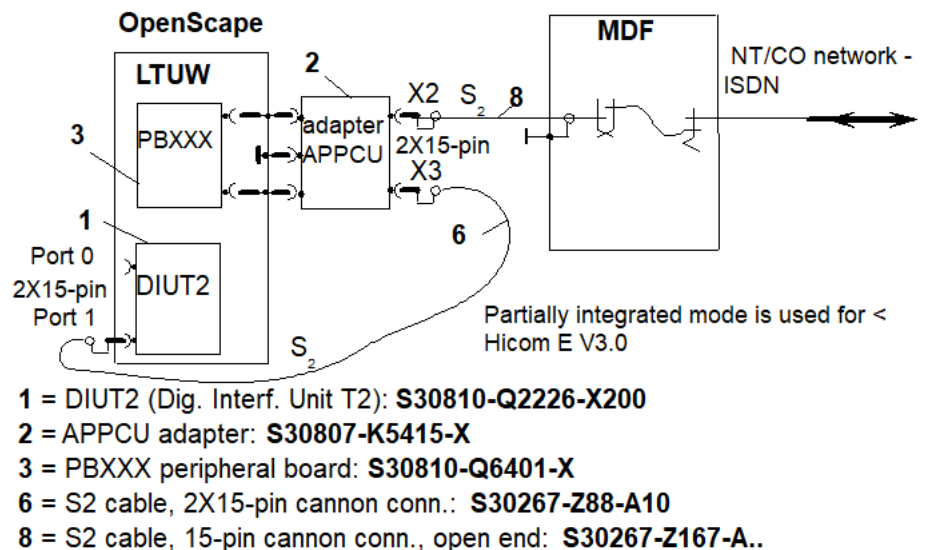 OpenScape
MDF
NT/CO network -
ISDN
LTUW
2
X2
S2
8
3
PBXXX
adapter
APPCU
2X15-pin
X3
1
6
Port 0
2X15-pin
Port 1
DIUT2
S2
Partially integrated mode is used for <
Hicom E V3.0
1 = DIUT2 (Dig. Interf. Unit T2): S30810-Q2226-X200
2 = APPCU adapter: S30807-K5415-X
3 = PBXXX peripheral board: S30810-Q6401-X
6 = S2 cable, 2X15-pin cannon conn.: S30267-Z88-A10
8 = S2 cable, 15-pin cannon conn., open end: S30267-Z167-A..